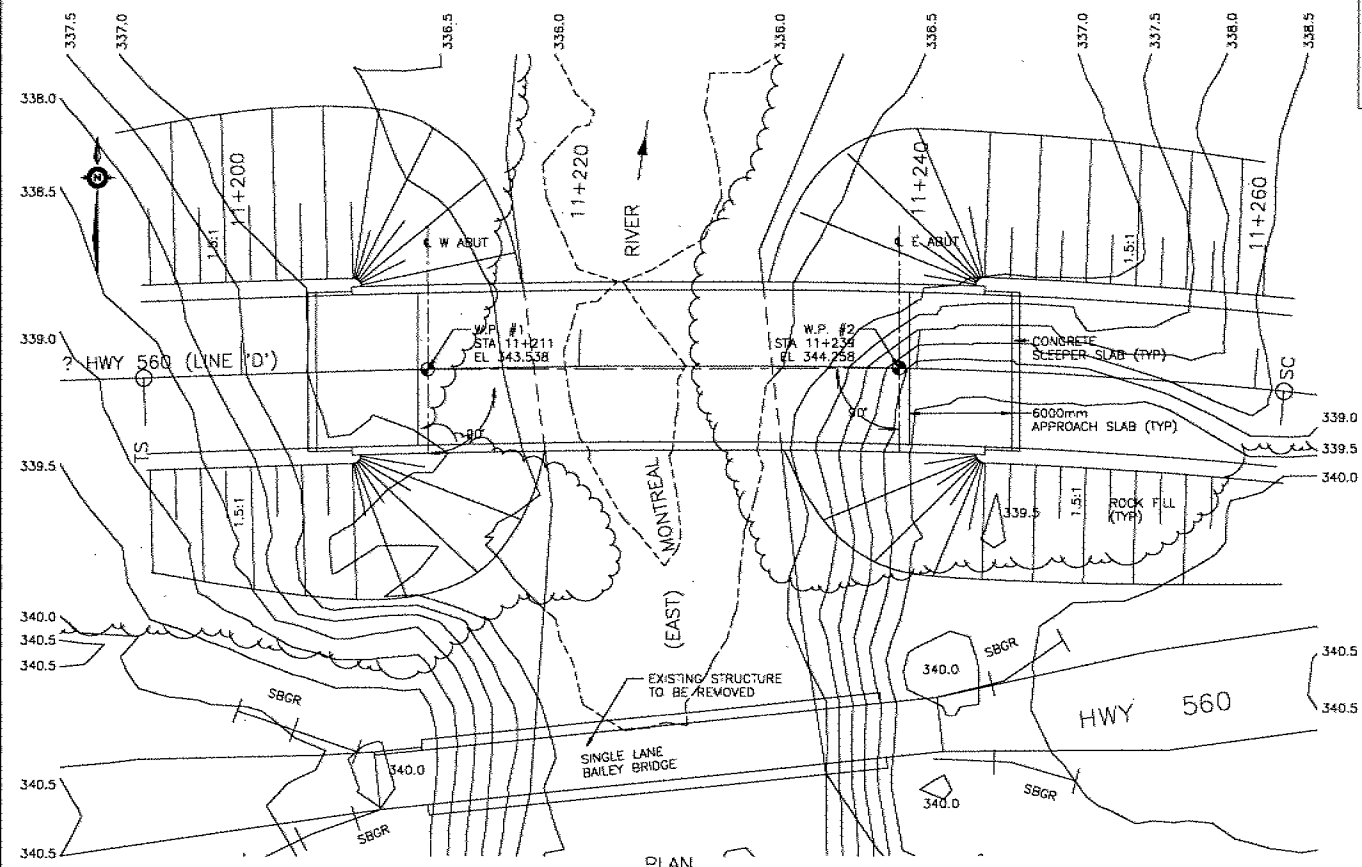 337.5
337.0
336.5
336.0
336.0
336.5
337.0
337.5
338.0
338.5
338.0
338.5
339.0
339.5
340.0
340.5
340.5
340.5
340.5
N
11+200
11+220
11+240
11+260
1.5:1
1.5:1
RIVER
W ABUT
E ABUT
W.P. #1
STA 11+211
EL 343.538
W.P. #2
STA 11+239
EL 344.258
CONCRETE
SLEEPER SLAB (TYP)
? HWY 560 (LINE 'D')
TS
SC
90°
90°
6000mm
APPROACH SLAB (TYP)
339.0
339.5
340.0
1.5:1
MONTREAL
339.5
1.5:1
ROCK FILL
(TYP)
(EAST)
SBGR
EXISTING STRUCTURE
TO BE REMOVED
340.0
SBGR
340.5
340.5
HWY 560
SINGLE LANE
BAILEY BRIDGE
340.0
340.0
SBGR
SBGR
PLAN